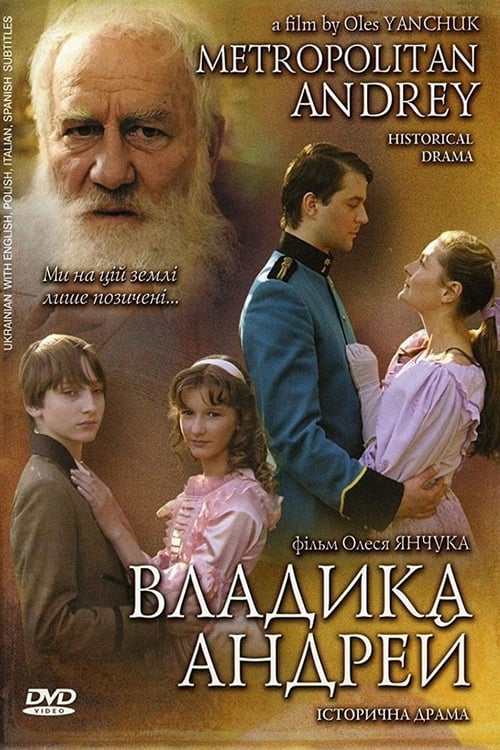 a film by Oles YANCHUK
METROPOLITAN
ANDREY
HISTORICAL
DRAMA
UKRAINIAN WITH ENGLISH, POLISH, ITALIAN, SPANISH SUBTITLES
Ми на цій землі
лише позичені...
фільм Олеся ЯНЧУКА
ВЛАДИКА
АНДРЕЙ
DVD
VIDEO
ІСТОРИЧНА ДРАМА